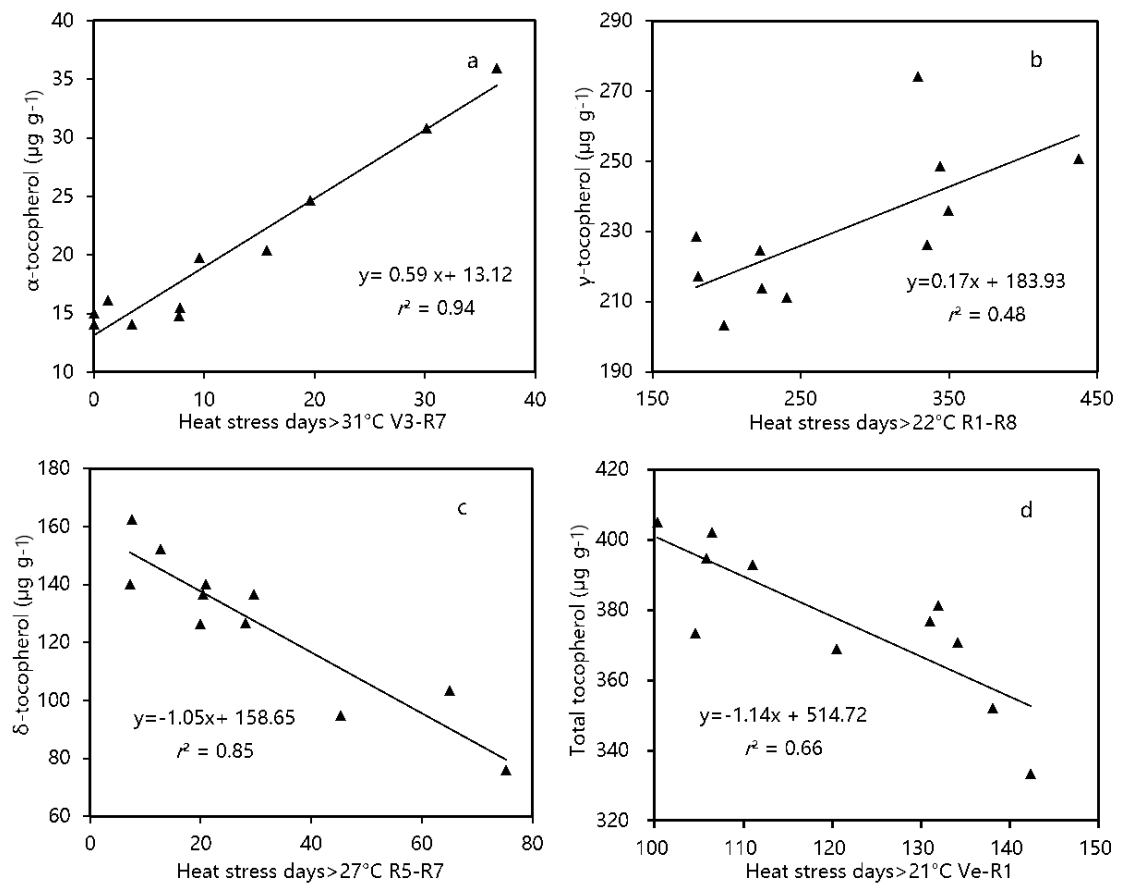 a
α-tocopherol (µg g-1)
40
35
30
25
20
15
10
y= 0.59 x+ 13.12
r² = 0.94
0 10 20 30 40
Heat stress days>31°C V3-R7
b
γ-tocopherol (µg g-1)
290
270
250
230
210
190
y=0.17x + 183.93
r² = 0.48
150 250 350 450
Heat stress days>22°C R1-R8
c
δ-tocopherol (µg g-1)
180
160
140
120
100
80
60
y=-1.05x+ 158.65
r² = 0.85
0 20 40 60 80
Heat stress days>27°C R5-R7
d
Total tocopherol (µg g-1)
420
400
380
360
340
320
y=-1.14x + 514.72
r² = 0.66
100 110 120 130 140 150
Heat stress days>21°C Ve-R1